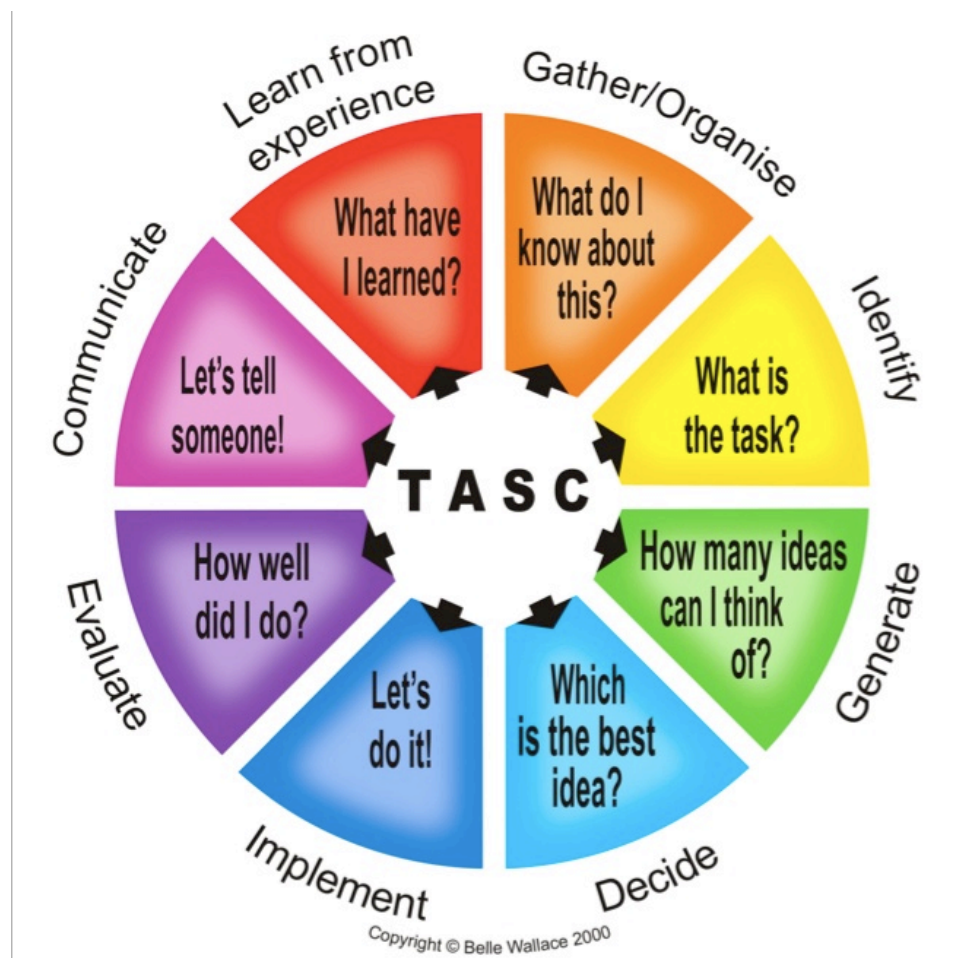 Gather/Organise
What do I
know about
this?
Identify
What is
the task?
Generate
How many ideas
can I think
of?
Decide
Which
is the best
idea?
Implement
Let's
do it!
Evaluate
How well
did I do?
Communicate
Let's tell
someone!
Learn from
experience
What have
I learned?
TASC
Copyright © Belle Wallace 2000